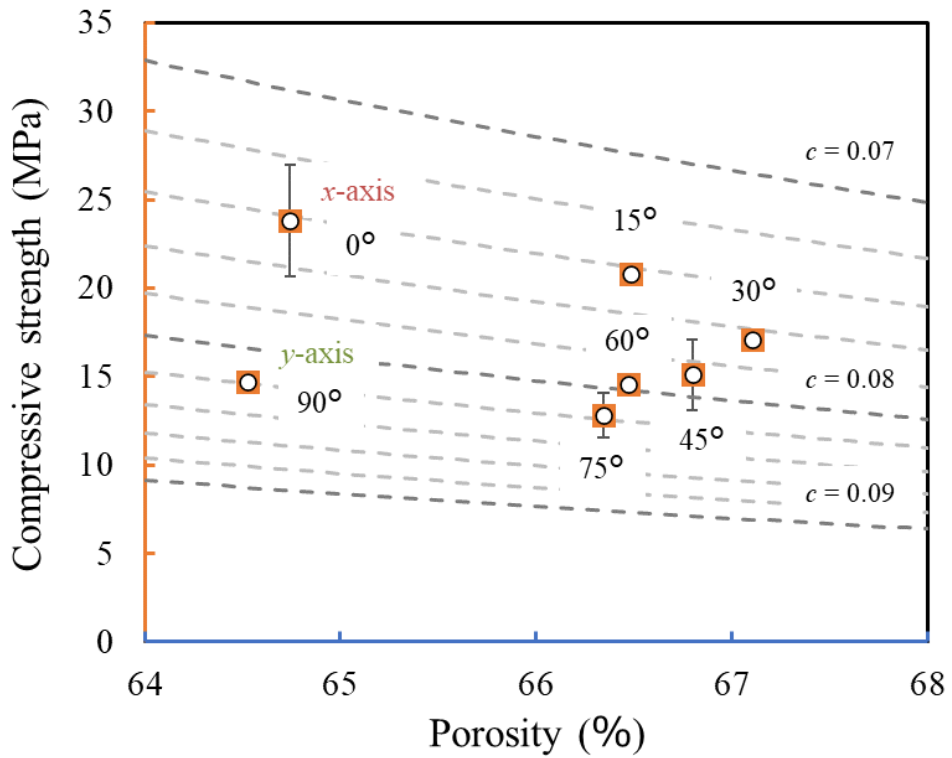 35
30
25
20
15
10
5
0
Compressive strength (MPa)
c = 0.07
x-axis
0°
15°
30°
60°
y-axis
90°
c = 0.08
45°
75°
c = 0.09
64
65
66
67
68
Porosity (%)